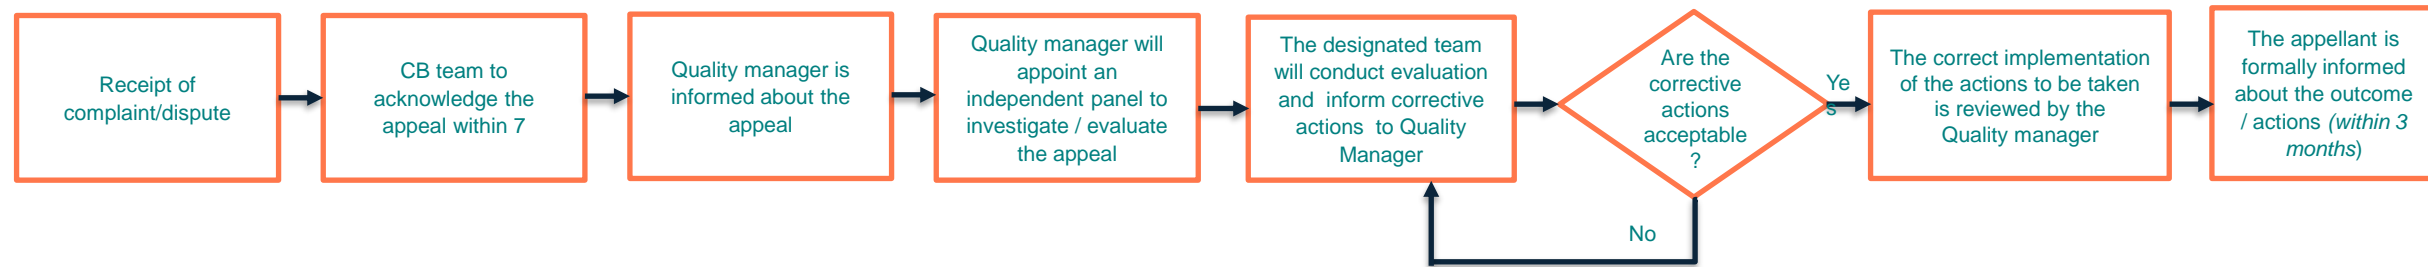 Receipt of
complaint/dispute
CB team to
acknowledge the
appeal within 7
Quality manager is
informed about the
appeal
Quality manager will
appoint an
independent panel to
investigate / evaluate
the appeal
The designated team
will conduct evaluation
and inform corrective
actions to Quality
Manager
Are the
corrective
actions
acceptable
?
Ye
s
No
The correct implementation
of the actions to be taken
is reviewed by the
Quality manager
The appellant is
formally informed
about the outcome
/ actions (within 3
months)